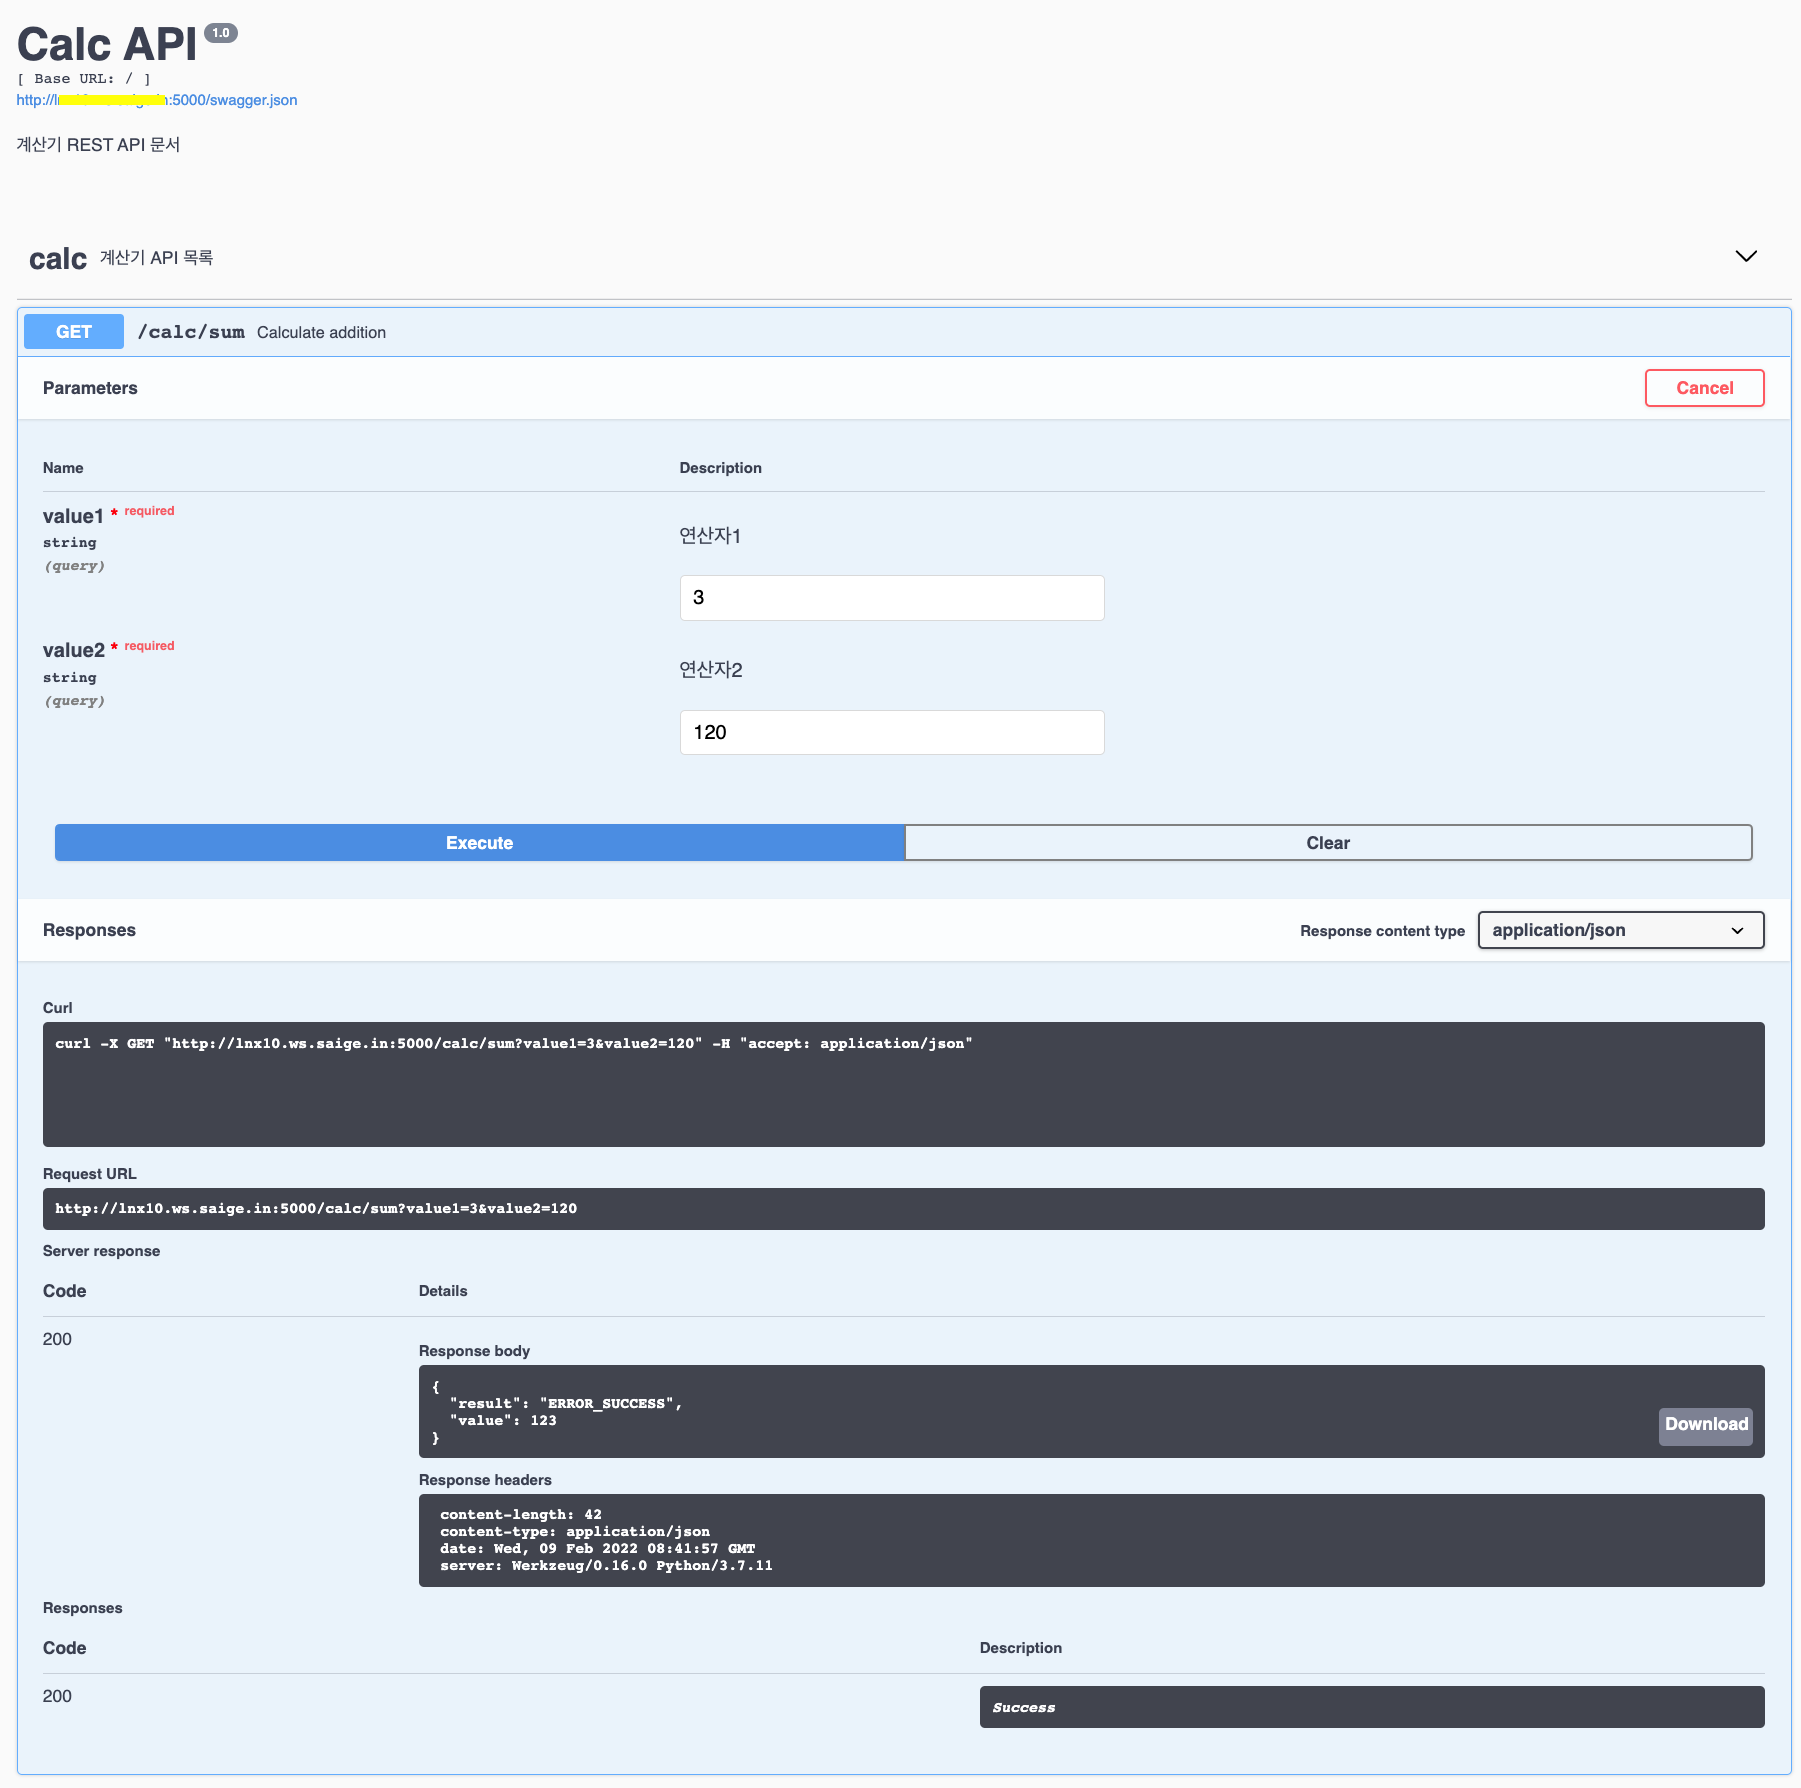 Calc API 1.0
[ Base URL: / ]
http://:5000/swagger.json
계산기 REST API 문서
calc 계산기 API 목록
GET /calc/sum Calculate addition
Parameters Cancel
Name Description
value1 * required
string
(query)
연산자1
3
value2 * required
string
(query)
연산자2
120
Execute Clear
Responses Response content type application/json
Curl
curl -X GET "http://lnx10.ws.saige.in:5000/calc/sum?value1=3&value2=120" -H "accept: application/json"
Request URL
http://lnx10.ws.saige.in:5000/calc/sum?value1=3&value2=120
Server response
Code Details
200
Response body
{
"result": "ERROR_SUCCESS",
"value": 123
}
Download
Response headers
content-length: 42
content-type: application/json
date: Wed, 09 Feb 2022 08:41:57 GMT
server: Werkzeug/0.16.0 Python/3.7.11
Responses
Code Description
200 Success